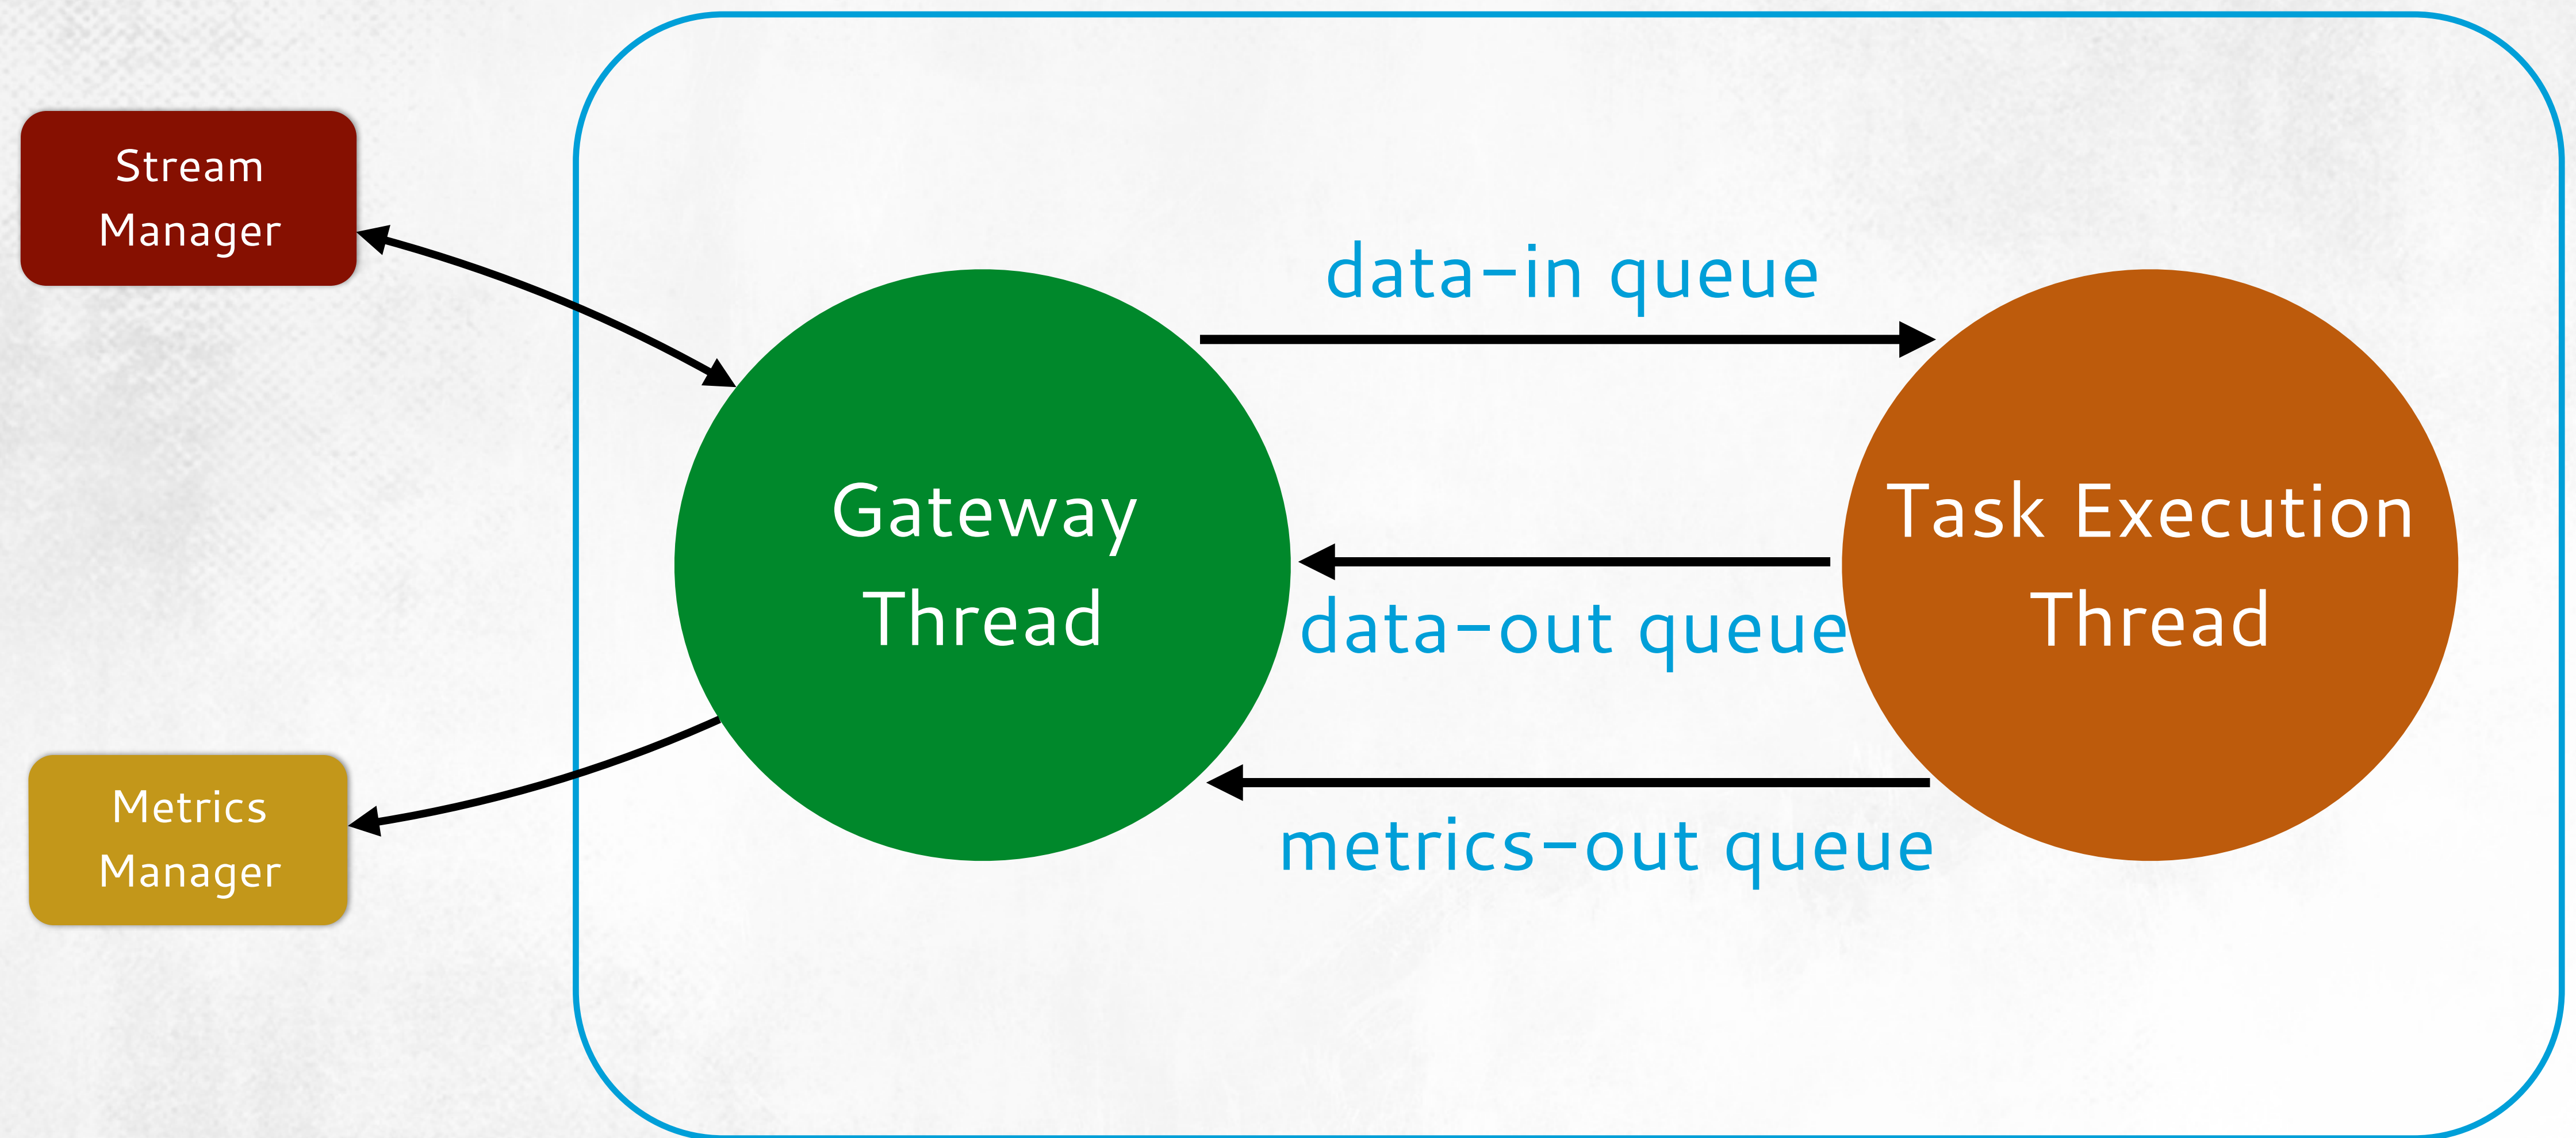 Stream
Manager
data-in queue
Gateway
Thread
Task Execution
Thread
data-out queue
Metrics
Manager
metrics-out queue